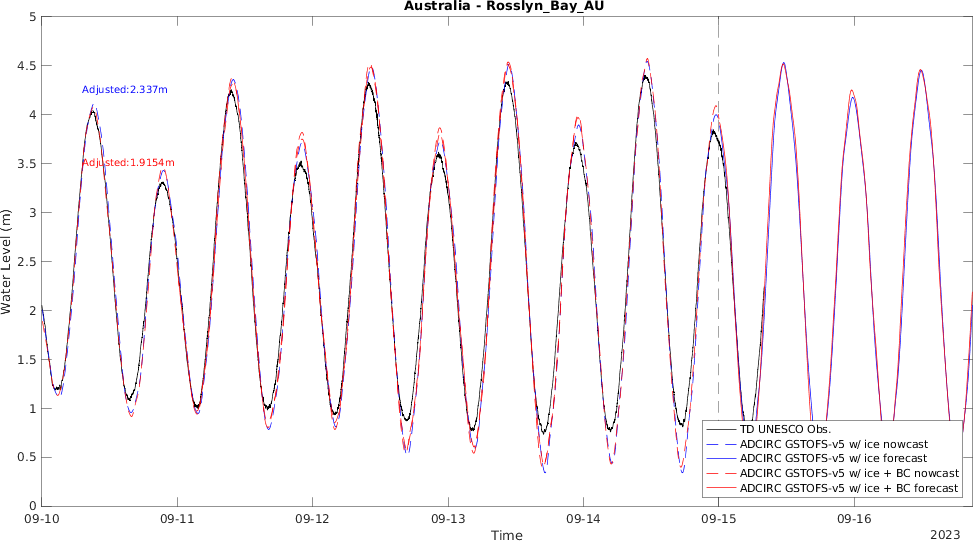 Australia - Rosslyn_Bay_AU
5
4.5
4
3.5
3
2.5
2
1.5
1
0.5
0
Water Level (m)
Adjusted:2.337m
Adjusted:1.9154m
TD UNESCO Obs.
ADCIRC GSTOFS-v5 w/ ice nowcast
ADCIRC GSTOFS-v5 w/ ice forecast
ADCIRC GSTOFS-v5 w/ ice + BC nowcast
ADCIRC GSTOFS-v5 w/ ice + BC forecast
09-10 09-11 09-12 09-13 09-14 09-15 09-16
Time
2023